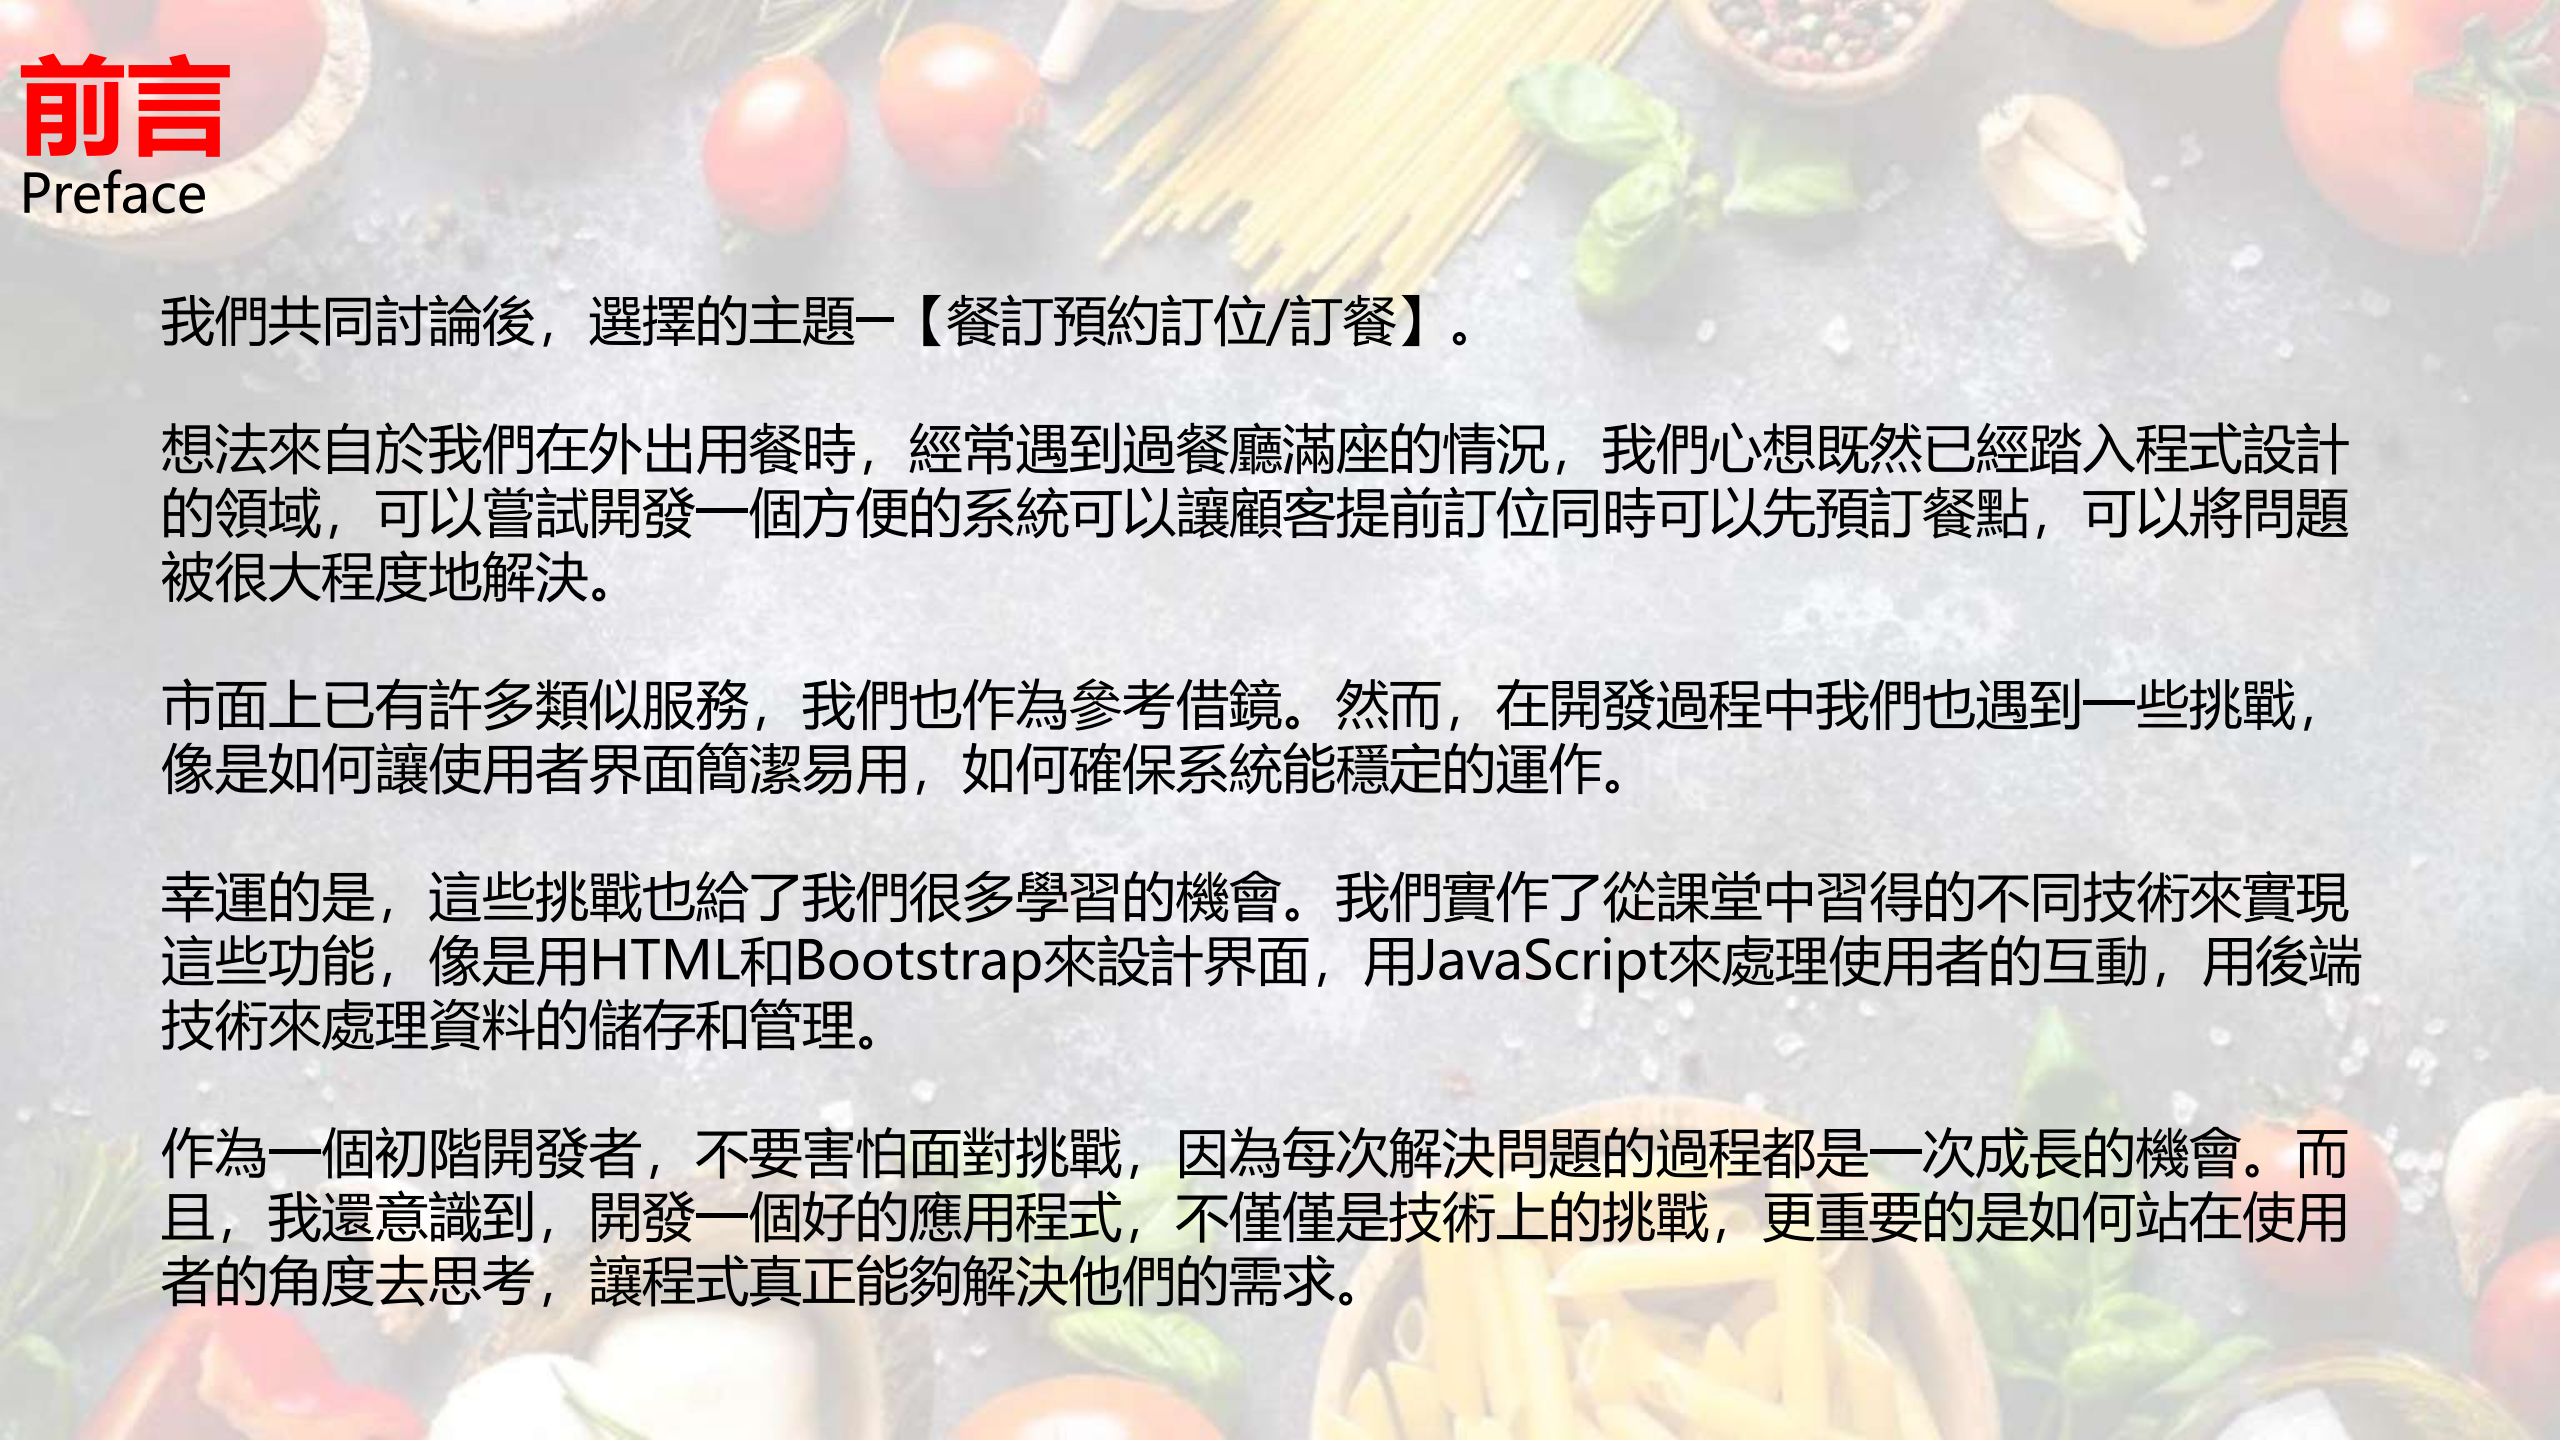 前言
Preface
我們共同討論後，選擇的主題─【餐訂預約訂位/訂餐】。
想法來自於我們在外出用餐時，經常遇到過餐廳滿座的情況，我們心想既然已經踏入程式設計
的領域，可以嘗試開發一個方便的系統可以讓顧客提前訂位同時可以先預訂餐點，可以將問題
被很大程度地解決。
市面上已有許多類似服務，我們也作為參考借鏡。然而，在開發過程中我們也遇到一些挑戰，
像是如何讓使用者界面簡潔易用，如何確保系統能穩定的運作。
幸運的是，這些挑戰也給了我們很多學習的機會。我們實作了從課堂中習得的不同技術來實現
這些功能，像是用HTML和Bootstrap來設計界面，用JavaScript來處理使用者的互動，用後端
技術來處理資料的儲存和管理。
作為一個初階開發者，不要害怕面對挑戰，因為每次解決問題的過程都是一次成長的機會。而
且，我還意識到，開發一個好的應用程式，不僅僅是技術上的挑戰，更重要的是如何站在使用
者的角度去思考，讓程式真正能夠解決他們的需求。